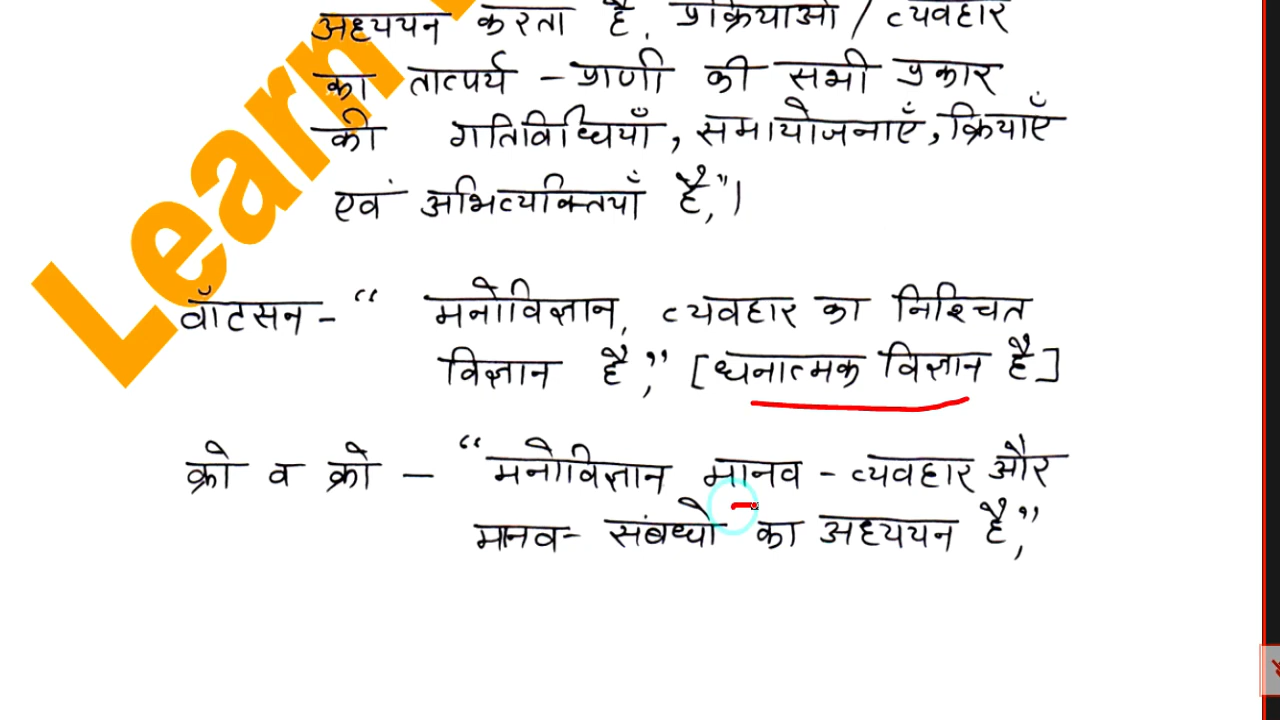 अध्ययन करता है, प्रक्रियाओं / व्यवहार
का तात्पर्य - प्राणी की सभी प्रकार
की गतिविधियाँ, समायोजनाएँ, क्रियाएँ
एवं अभिव्यक्तियाँ हैं,"।
वॉटसन - " मनोविज्ञान, व्यवहार का निश्चित
विज्ञान है," [धनात्मक विज्ञान है]
क्रो व क्रो - "मनोविज्ञान मानव - व्यवहार और
मानव - संबधो का अध्ययन है,"
Learn